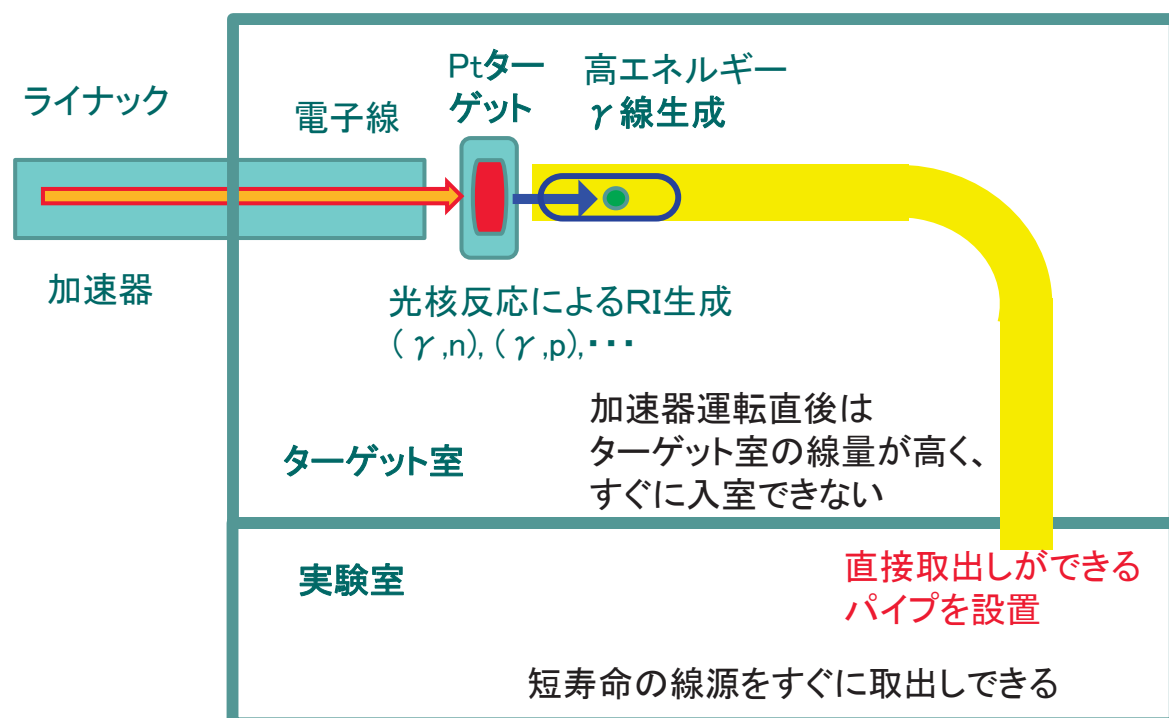 ライナック
電子線
Ptター
ゲット
高エネルギー
γ線生成
加速器
光核反応によるRI生成
(γ,n), (γ,p),・・・
加速器運転直後は
ターゲット室の線量が高く、
すぐに入室できない
ターゲット室
実験室
直接取出しができる
パイプを設置
短寿命の線源をすぐに取出しできる